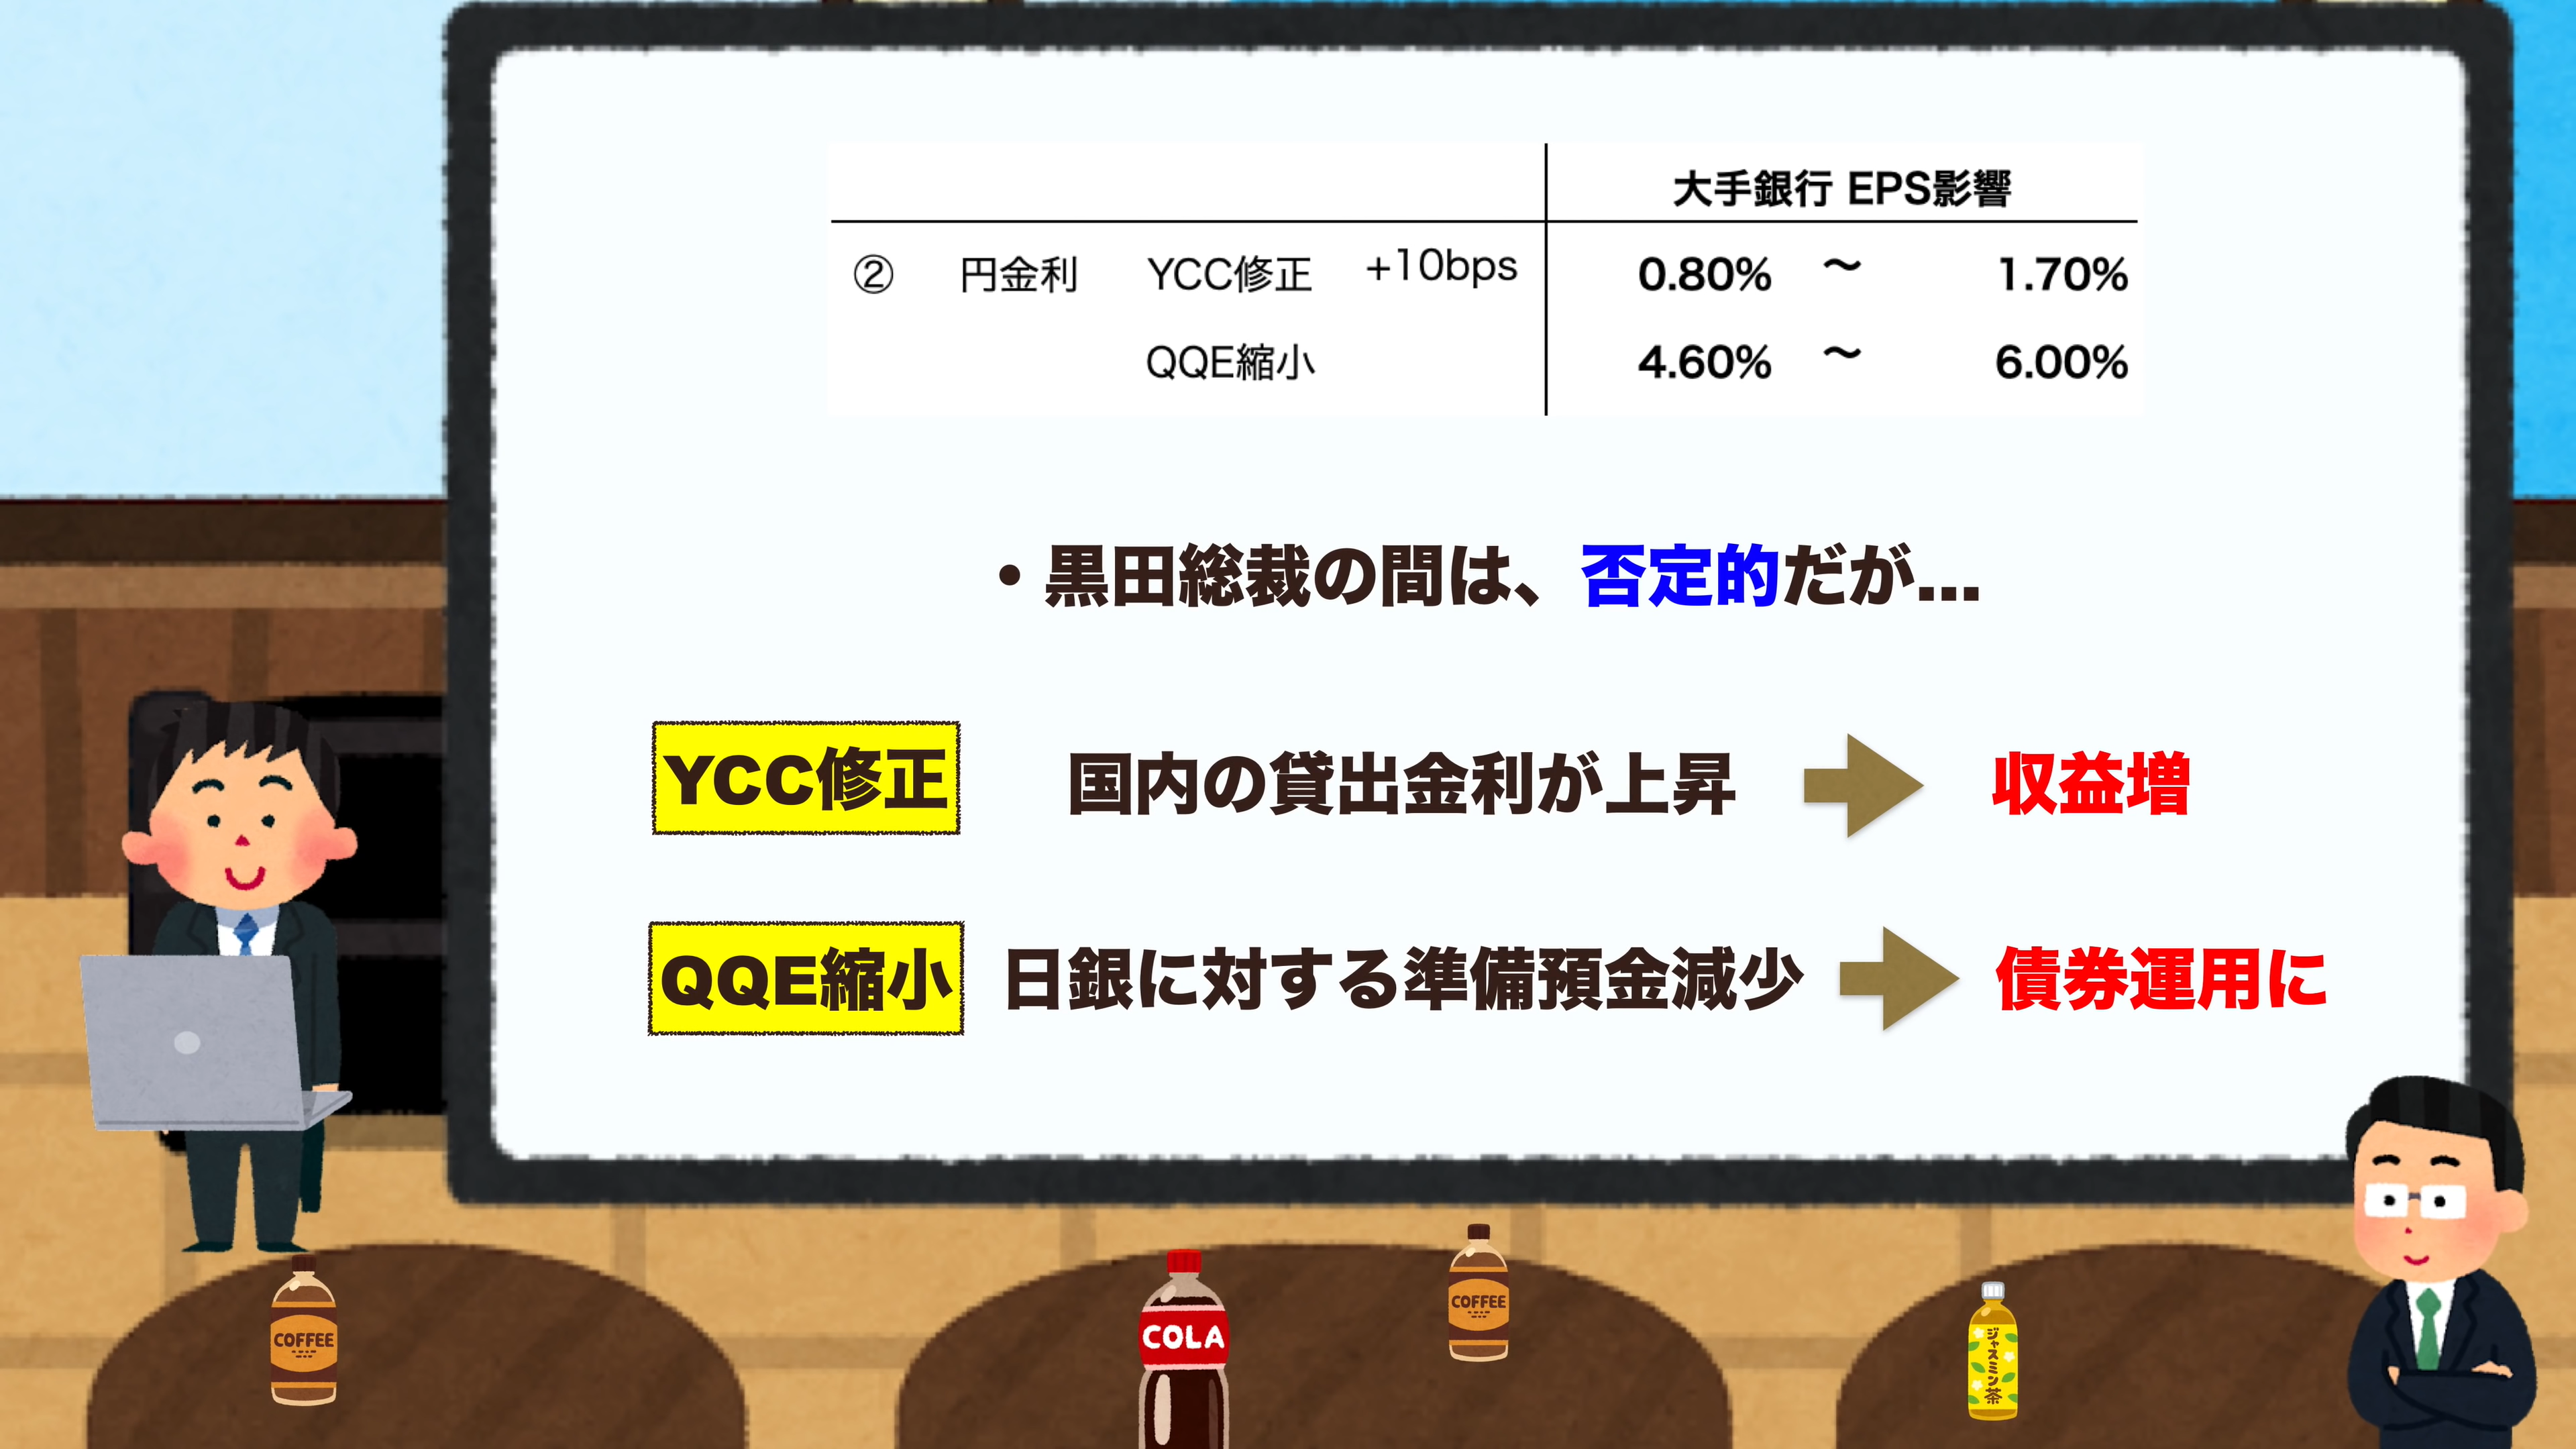 大手銀行 EPS影響
② 円金利 YCC修正 +10bps 0.80% 〜 1.70%
QQE縮小 4.60% 〜 6.00%
・黒田総裁の間は、否定的だが...
YCC修正 国内の貸出金利が上昇 収益増
QQE縮小 日銀に対する準備預金減少 債券運用に
COFFEE
COLA
COFFEE
ジャスミン茶